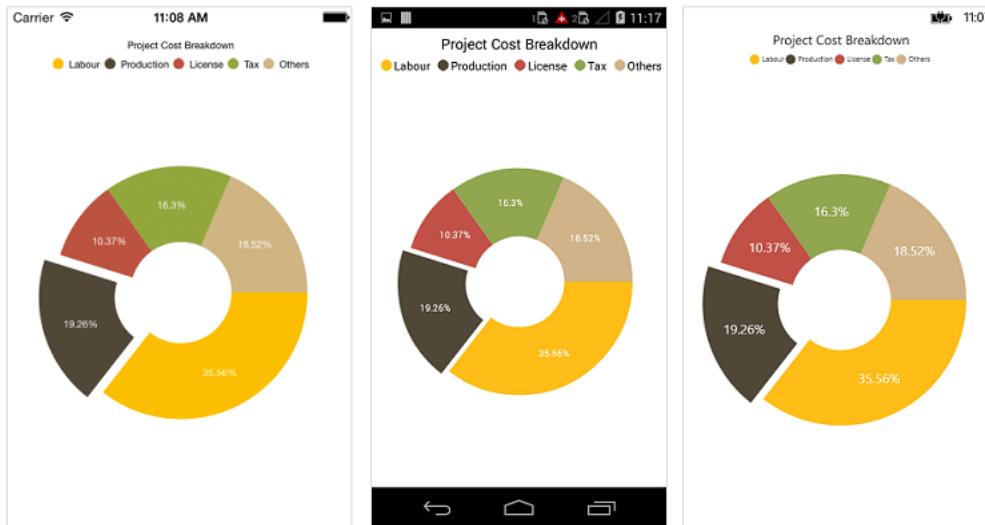 Carrier 11:08 AM
Project Cost Breakdown
Labour Production License Tax Others
16.3%
10.37%
18.52%
19.26%
35.56%
1 2 11:17
Project Cost Breakdown
Labour Production License Tax Others
16.3%
10.37%
18.52%
19.26%
35.56%
11:0
Project Cost Breakdown
Labour Production License Tax Others
16.3%
10.37%
18.52%
19.26%
35.56%